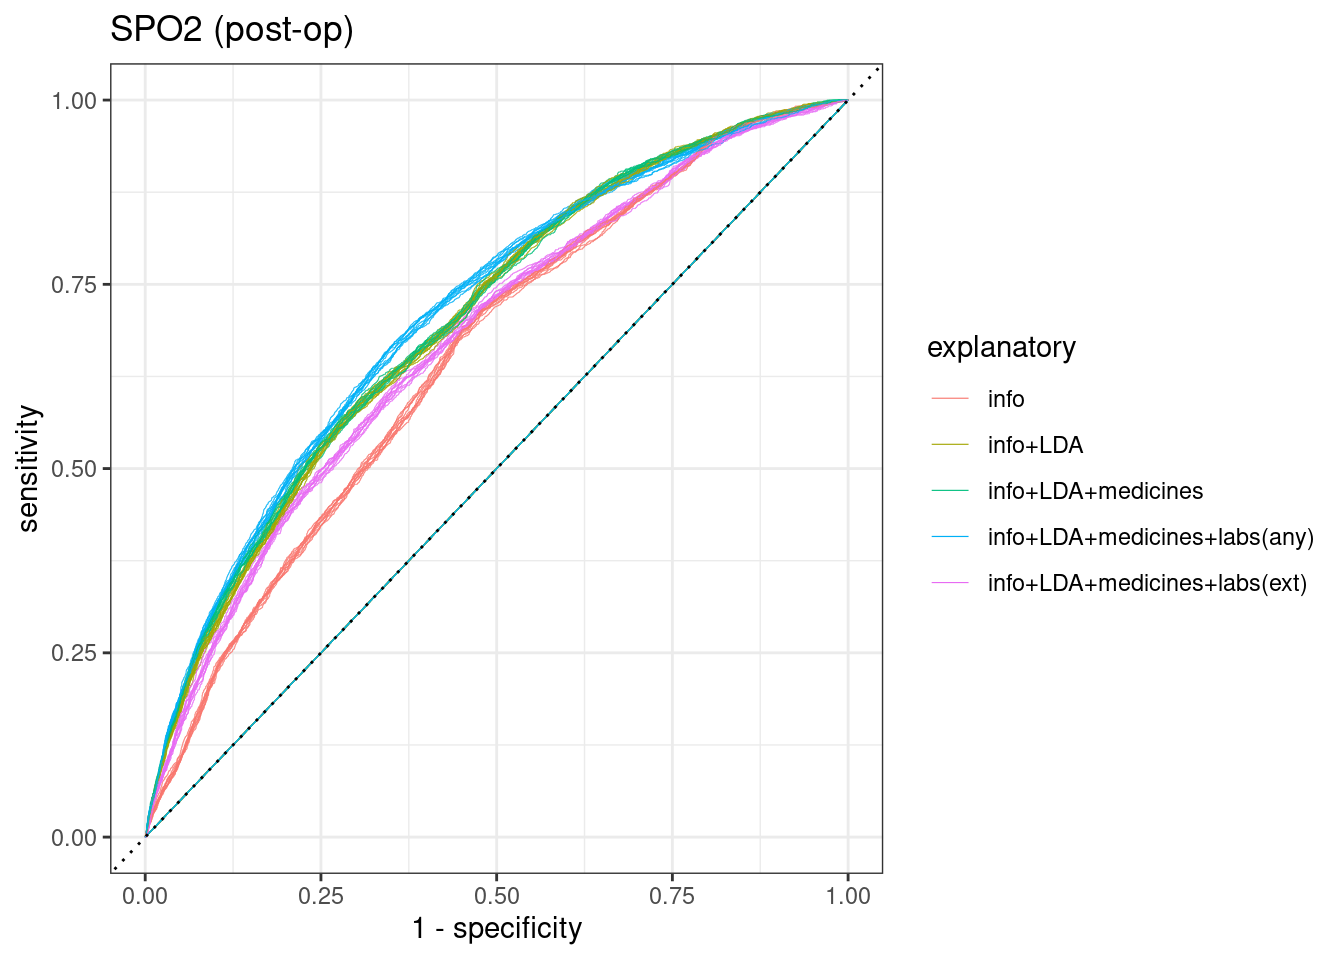 SPO2 (post-op)
1.00
0.75
0.50
0.25
0.00
sensitivity
0.00 0.25 0.50 0.75 1.00
1 - specificity
explanatory
info
info+LDA
info+LDA+medicines
info+LDA+medicines+labs(any)
info+LDA+medicines+labs(ext)